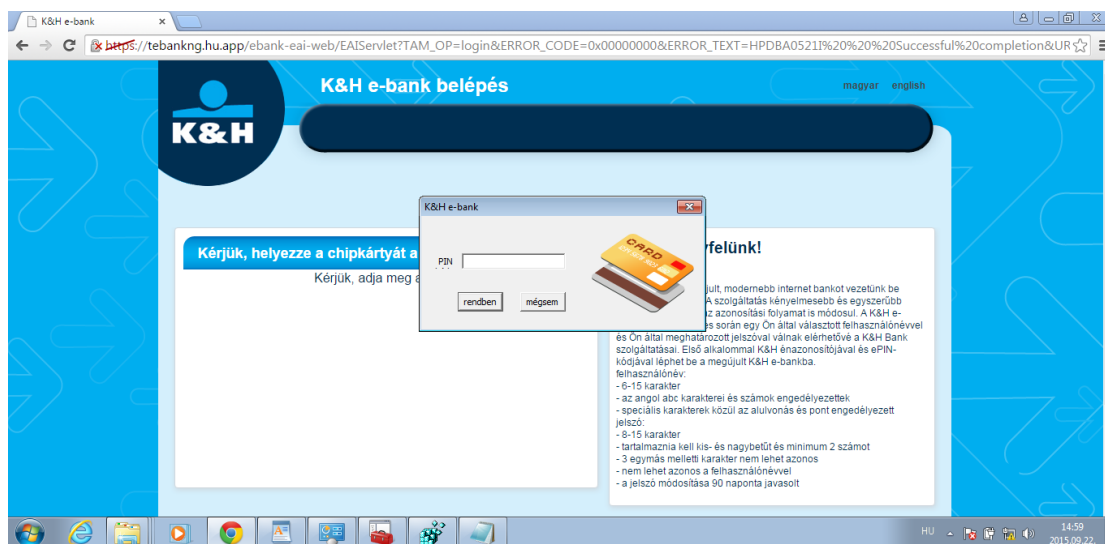 K&H e-bank
https://tebankng.hu.app/ebank-eai-web/EAIServlet?TAM_OP=login&ERROR_CODE=0x00000000&ERROR_TEXT=HPDBA0521I%20%20%20Successful%20completion&UR
K&H e-bank belépés
magyar english
K&H
K&H e-bank
PIN
rendben mégsem
CARD
Kérjük, helyezze a chipkártyát a
Kérjük, adja meg
felünk!
jult, modernebb internet bankot vezetünk be
A szolgáltatás kényelmesebb és egyszerűbb
az azonosítási folyamat is módosul. A K&H e-
es során egy Ön által választott felhasználónévvel
és Ön által meghatározott jelszóval válnak elérhetővé a K&H Bank
szolgáltatásai. Első alkalommal K&H énazonosítójával és ePIN-
kódjával léphet be a megújult K&H e-bankba.
felhasználónév:
- 6-15 karakter
- az angol abc karakterei és számok engedélyezettek
- speciális karakterek közül az alulvonás és pont engedélyezett
jelszó:
- 8-15 karakter
- tartalmaznia kell kis- és nagybetűt és minimum 2 számot
- 3 egymás melletti karakter nem lehet azonos
- nem lehet azonos a felhasználónévvel
- a jelszó módosítása 90 naponta javasolt
HU
14:59
2015.09.22.